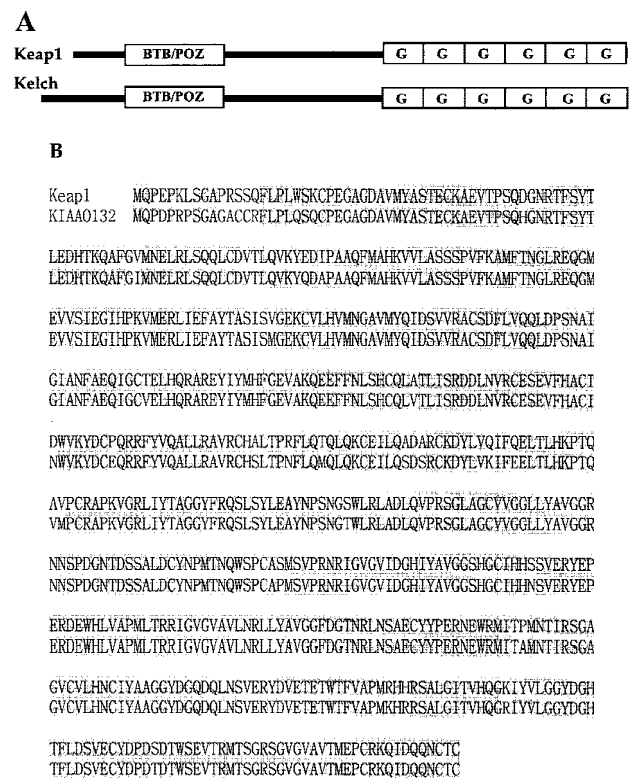 A
Keap1 BTB/POZ G G G G G G
Kelch
BTB/POZ G G G G G G
B
Keap1 MQPEPKLSGAPRSSQFLPLWSKCPEGAGDAVMYASTECKAEVTPSQDGNRTFSYT
KIAA0132 MQPDPRPSGAGACCRFLPLQSQCPEGAGDAVMYASTECKAEVTPSQHGNRTFSYT
LEDHTKQAFGVMNELRLSQQLCDVTLQVKYEDIPAAQFMAHKVVLASSSPVFKAMFTNGLREQGM
LEDHTKQAFGIMNELRLSQQLCDVTLQVKYQDAPAAQFMAHKVVLASSSPVFKAMFTNGLREQGM
EVVSIEGIHPKVMERLIEFAYTASISVGEKCVLHVMNGAVMYQIDSVVRACSDFLVQQLDPSNAI
EVVSIEGIHPKVMERLIEFAYTASISMGEKCVLHVMNGAVMYQIDSVVRACSDFLVQQLDPSNAI
GIANFAEQIGCTELHQRAREYIYMHFGEVAKQEEFFNLSHCQLATLISRDDLNVRCESEVFHACI
GIANFAEQIGCVELHQRAREYIYMHFGEVAKQEEFFNLSHCQLVTLISRDDLNVRCESEVFHACI
DWVKYDCPQRRFYVQALLRAVRCHALTPRFLQTQLQKCEILQADARCKDYLVQIFQELTLHKPTQ
NWVKYDCEQRRFYVQALLRAVRCHSLTPNFLQMQLQKCEILQSDSRCKDYLVKIFEELTLHKPTQ
AVPCRAPKVGRLIYTAGGYFRQSLSYLEAYNPSNGSWLRLADLQVPRSGLAGCVVGGLLYAVGGR
VMPCRAPKVGRLIYTAGGYFRQSLSYLEAYNPSNGTWLRLADLQVPRSGLAGCVVGGLLYAVGGR
NNSPDGNTDSSALDCYNPMTNQWSPCASMSVPRNRIGVGVIDGHIYAVGGSHGCIHHSSVERYEP
NNSPDGNTDSSALDCYNPMTNQWSPCAPMSVPRNRIGVGVIDGHIYAVGGSHGCIHHNSVERYEP
ERDEWHLVAPMLTRRIGVGVAVLNRLLYAVGGFDGTNRLNSAECYYPERNEWRMITPMNTIRSGA
ERDEWHLVAPMLTRRIGVGVAVLNRLLYAVGGFDGTNRLNSAECYYPERNEWRMITAMNTIRSGA
GVCVLHNCIYAAGGYDGQDQLNSVERYDVETETWTFVAPMRHHRSALGITVHQGKIYVLGGYDGH
GVCVLHNCIYAAGGYDGQDQLNSVERYDVETETWTFVAPMKHRRSALGITVHQGRIYVLGGYDGH
TFLDSVECYDPDSDTWSEVTRMTSGRSGVGVAVTMEPCRKQIDQQNCTC
TFLDSVECYDPDTDTWSEVTRMTSGRSGVGVAVTMEPCRKQIDQQNCTC